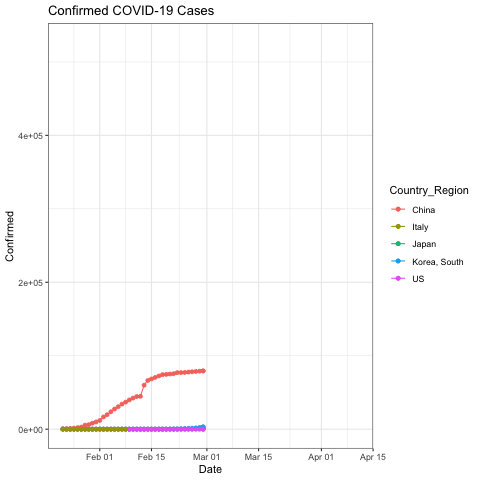 Confirmed COVID-19 Cases
4e+05
2e+05
0e+00
Confirmed
Feb 01
Feb 15
Mar 01
Mar 15
Apr 01
Apr 15
Date
Country_Region
China
Italy
Japan
Korea, South
US